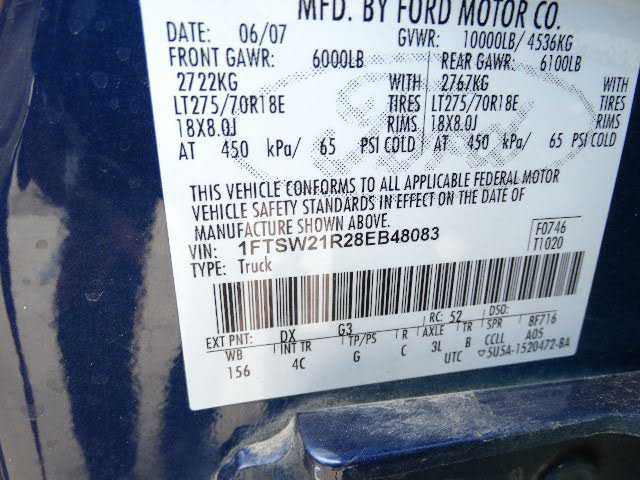 MFD. BY FORD MOTOR CO.
DATE: 06/07 GVWR: 10000LB/ 4536KG
FRONT GAWR: 6000LB REAR GAWR: 6100LB
2722KG WITH 2767KG WITH
LT275/70R18E TIRES LT275/70R18E TIRES
18X8.0J RIMS 18X8.0J RIMS
AT 450 kPa/ 65 PSI COLD AT 450 kPa/ 65 PSI COLD
THIS VEHICLE CONFORMS TO ALL APPLICABLE FEDERAL MOTOR
VEHICLE SAFETY STANDARDS IN EFFECT ON THE DATE OF
MANUFACTURE SHOWN ABOVE.
VIN: 1FTSW21R28EB48083 F0746
TYPE: Truck T1020
EXT PNT: DX G3 RC: 52 DSO:
WB INT TR TP/PS R AXLE TR SPR BF716
156 4C G C 3L B CCLL A05
UTC 5U5A-1520472-BA